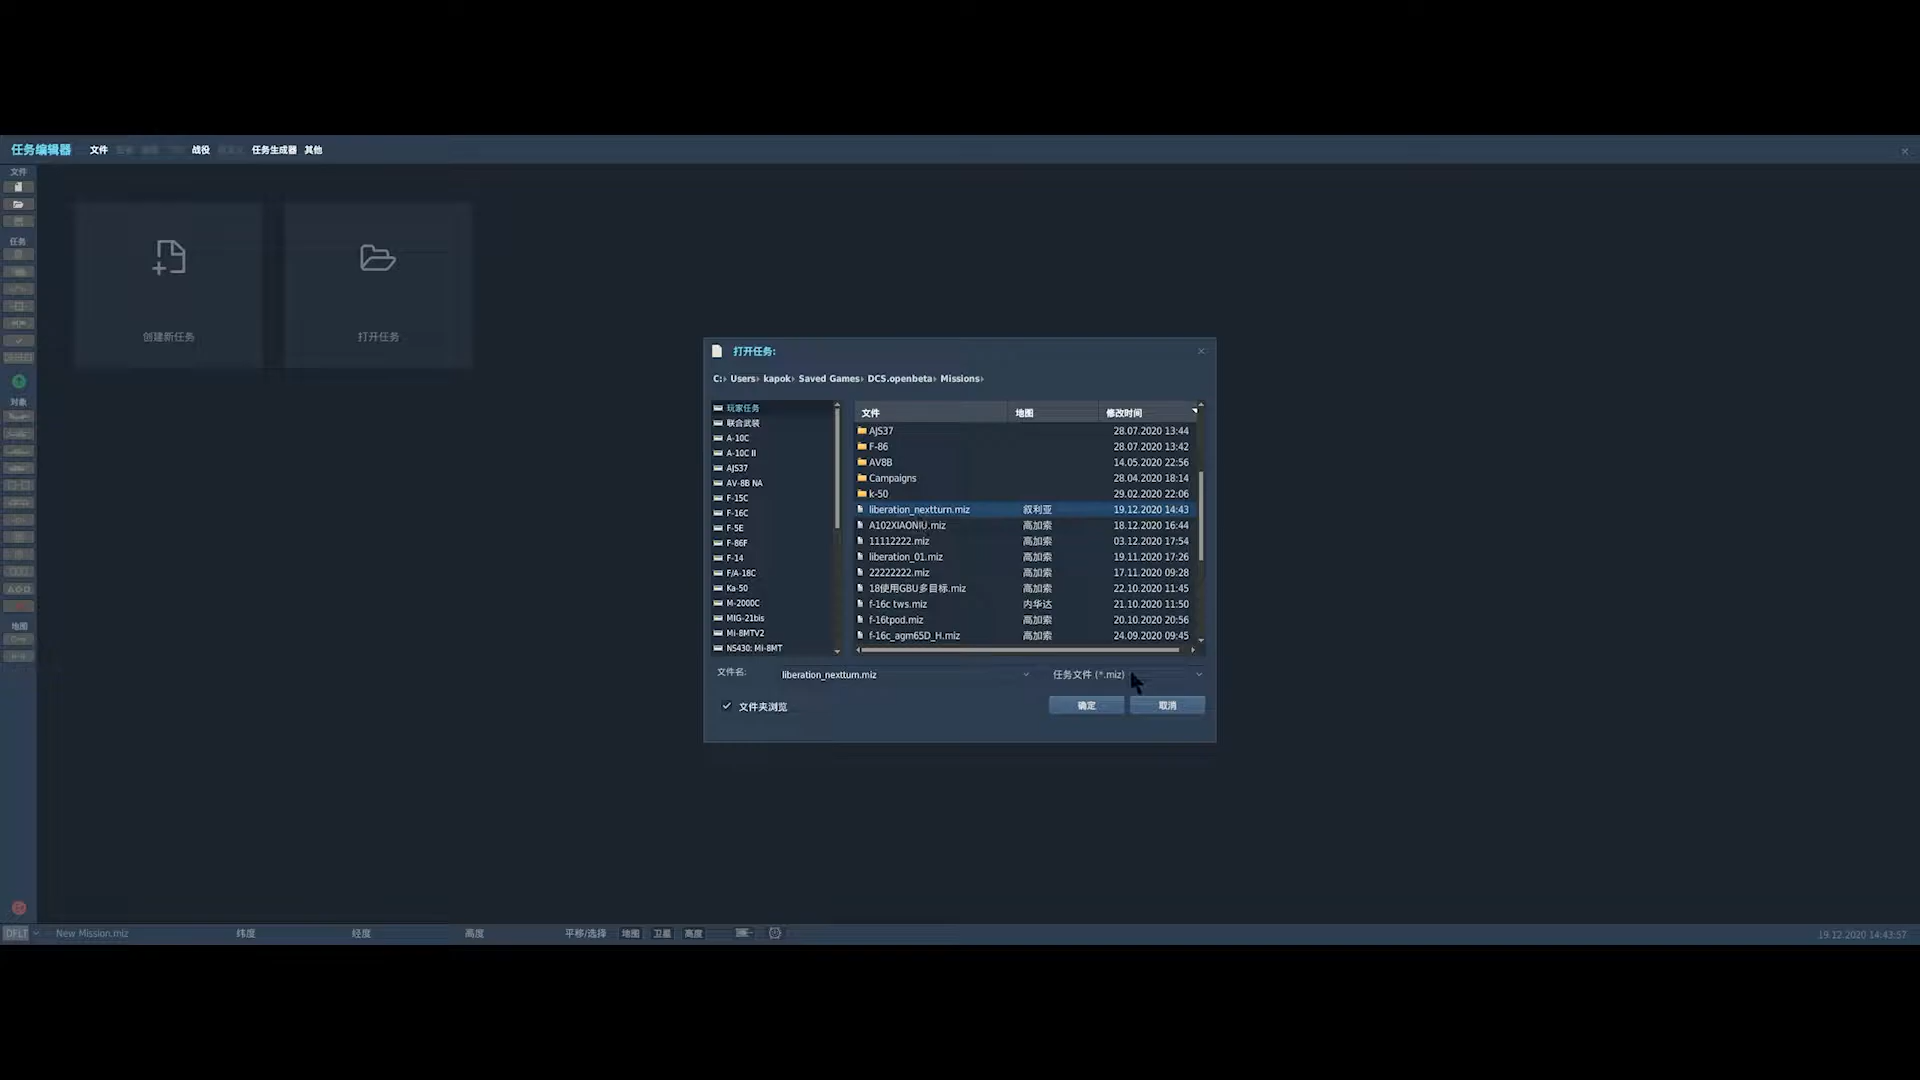 任务编辑器 文件 战役 任务生成器 其他
文件
任务
对象
地图
创建新任务
打开任务
打开任务:
C: Users kapok Saved Games DCS.openbeta Missions
玩家任务
联合武装
A-10C
A-10C II
AJS37
AV-8B NA
F-15C
F-16C
F-5E
F-86F
F-14
F/A-18C
Ka-50
M-2000C
MIG-21bis
Mi-8MTV2
NS430: Mi-8MT
文件 地图 修改时间
AJS37 28.07.2020 13:44
F-86 28.07.2020 13:42
AV8B 14.05.2020 22:56
Campaigns 28.04.2020 18:14
k-50 29.02.2020 22:06
liberation_nextturn.miz 叙利亚 19.12.2020 14:43
A102XIAONIU.miz 高加索 18.12.2020 16:44
11112222.miz 高加索 03.12.2020 17:54
liberation_01.miz 高加索 19.11.2020 17:26
22222222.miz 高加索 17.11.2020 09:28
18使用GBU多目标.miz 高加索 22.10.2020 11:45
f-16c tws.miz 内华达 21.10.2020 11:50
f-16tpod.miz 高加索 20.10.2020 20:56
f-16c_agm65D_H.miz 高加索 24.09.2020 09:45
文件名: liberation_nextturn.miz 任务文件 (*.miz)
文件夹浏览 确定 取消
DFLT New Mission.miz 纬度 经度 高度 平移/选择 地图 卫星 高度 19.12.2020 14:43:57